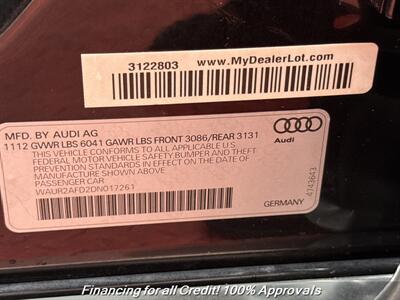 3122803 www.MyDealerLot.com
MFD. BY AUDI AG
1112 GVWR LBS 6041 GAWR LBS FRONT 3086/REAR 3131
THIS VEHICLE CONFORMS TO ALL APPLICABLE U.S
FEDERAL MOTOR VEHICLE SAFETY BUMPER AND THEFT
PREVENTION STANDARDS IN EFFECT ON THE DATE OF
MANUFACTURE SHOWN ABOVE
PASSENGER CAR
WAUR2AFD2DN017261
Audi
GERMANY
Financing for all Credit! 100% Approvals